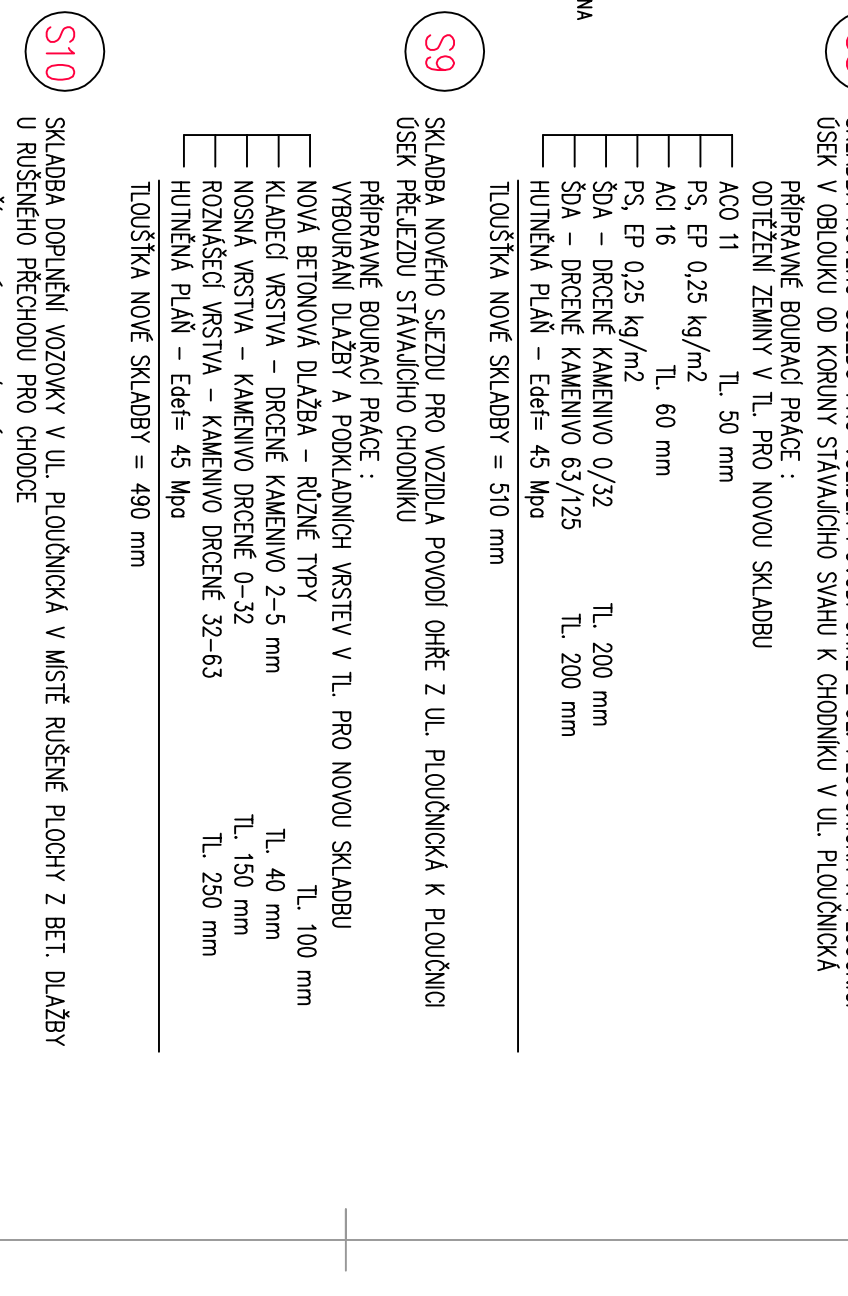 ÚSEK V OBLOUKU OD KORUNY STÁVAJÍCÍHO SVAHU K CHODNÍKU V UL. PLOUČNICKÁ
PŘÍPRAVNÉ BOURACÍ PRÁCE :
ODTĚŽENÍ ZEMINY V TL. PRO NOVOU SKLADBU
ACO 11 TL. 50 mm
PS, EP 0,25 kg/m2
ACl 16 TL. 60 mm
PS, EP 0,25 kg/m2
ŠDA – DRCENÉ KAMENIVO 0/32 TL. 200 mm
ŠDA – DRCENÉ KAMENIVO 63/125 TL. 200 mm
HUTNĚNÁ PLÁŇ – Edef= 45 Mpa
TLOUŠŤKA NOVÉ SKLADBY = 510 mm
NA
S9
SKLADBA NOVÉHO SJEZDU PRO VOZIDLA POVODÍ OHŘE Z UL. PLOUČNICKÁ K PLOUČNICI
ÚSEK PŘEJEZDU STÁVAJÍCÍHO CHODNÍKU
PŘÍPRAVNÉ BOURACÍ PRÁCE :
VYBOURÁNÍ DLAŽBY A PODKLADNÍCH VRSTEV V TL. PRO NOVOU SKLADBU
NOVÁ BETONOVÁ DLAŽBA – RŮZNÉ TYPY TL. 100 mm
KLADECÍ VRSTVA – DRCENÉ KAMENIVO 2–5 mm TL. 40 mm
NOSNÁ VRSTVA – KAMENIVO DRCENÉ 0–32 TL. 150 mm
ROZNÁŠECÍ VRSTVA – KAMENIVO DRCENÉ 32–63 TL. 250 mm
HUTNĚNÁ PLÁŇ – Edef= 45 Mpa
TLOUŠŤKA NOVÉ SKLADBY = 490 mm
S10
SKLADBA DOPLNĚNÍ VOZOVKY V UL. PLOUČNICKÁ V MÍSTĚ RUŠENÉ PLOCHY Z BET. DLAŽBY
U RUŠENÉHO PŘECHODU PRO CHODCE